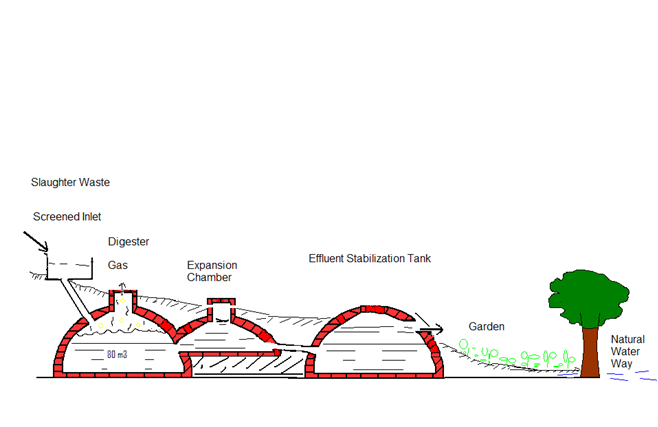 Slaughter Waste
Screened Inlet
Digester
Gas
Expansion
Chamber
Effluent Stabilization Tank
Garden
Natural
Water
Way
80 m3